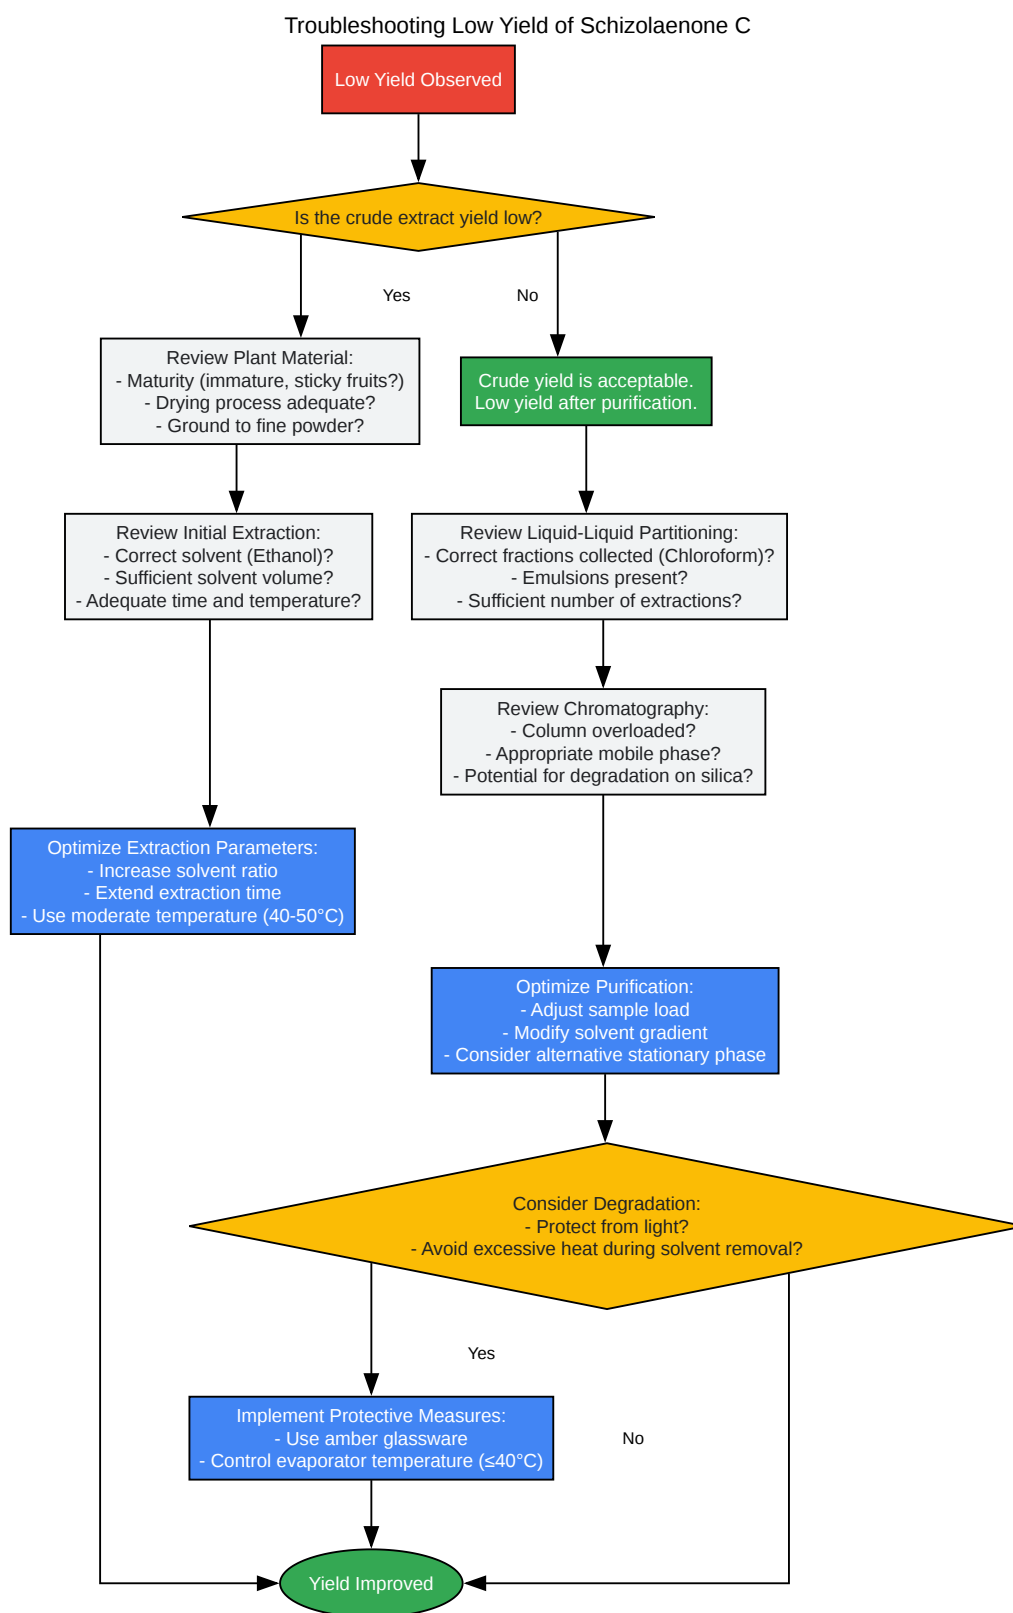 Troubleshooting Low Yield of Schizolaenone C
Low Yield Observed
Is the crude extract yield low?
Yes
No
Review Plant Material:
- Maturity (immature, sticky fruits?)
- Drying process adequate?
- Ground to fine powder?
Crude yield is acceptable.
Low yield after purification.
Review Initial Extraction:
- Correct solvent (Ethanol)?
- Sufficient solvent volume?
- Adequate time and temperature?
Review Liquid-Liquid Partitioning:
- Correct fractions collected (Chloroform)?
- Emulsions present?
- Sufficient number of extractions?
Review Chromatography:
- Column overloaded?
- Appropriate mobile phase?
- Potential for degradation on silica?
Optimize Extraction Parameters:
- Increase solvent ratio
- Extend extraction time
- Use moderate temperature (40-50°C)
Optimize Purification:
- Adjust sample load
- Modify solvent gradient
- Consider alternative stationary phase
Consider Degradation:
- Protect from light?
- Avoid excessive heat during solvent removal?
Yes
Implement Protective Measures:
- Use amber glassware
- Control evaporator temperature (≤40°C)
No
Yield Improved